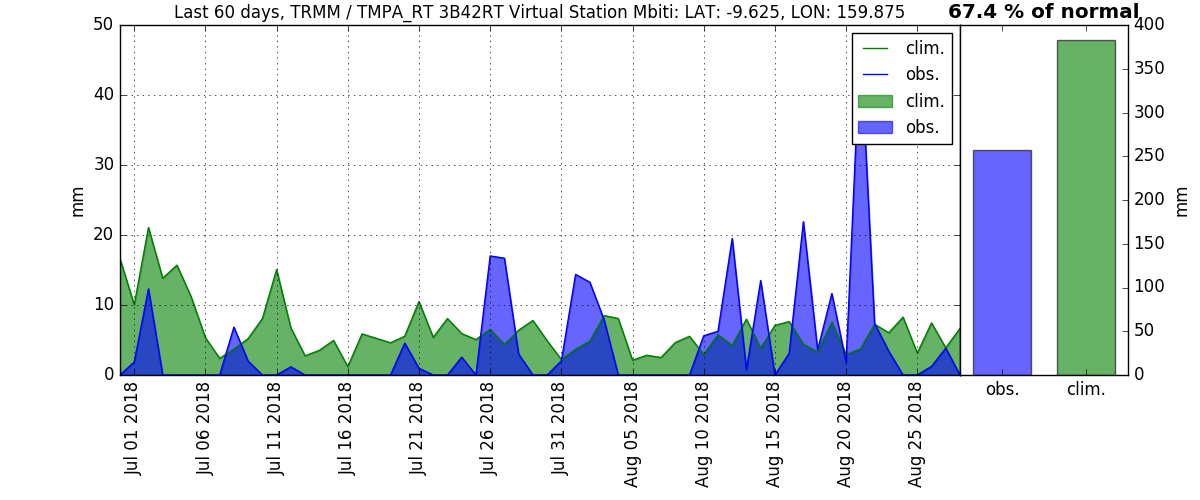 Last 60 days, TRMM / TMPA_RT 3B42RT Virtual Station Mbiti: LAT: -9.625, LON: 159.875
67.4 % of normal
50
40
30
20
10
0
mm
clim.
obs.
clim.
obs.
400
350
300
250
200
150
100
50
0
mm
Jul 01 2018
Jul 06 2018
Jul 11 2018
Jul 16 2018
Jul 21 2018
Jul 26 2018
Jul 31 2018
Aug 05 2018
Aug 10 2018
Aug 15 2018
Aug 20 2018
Aug 25 2018
obs.
clim.